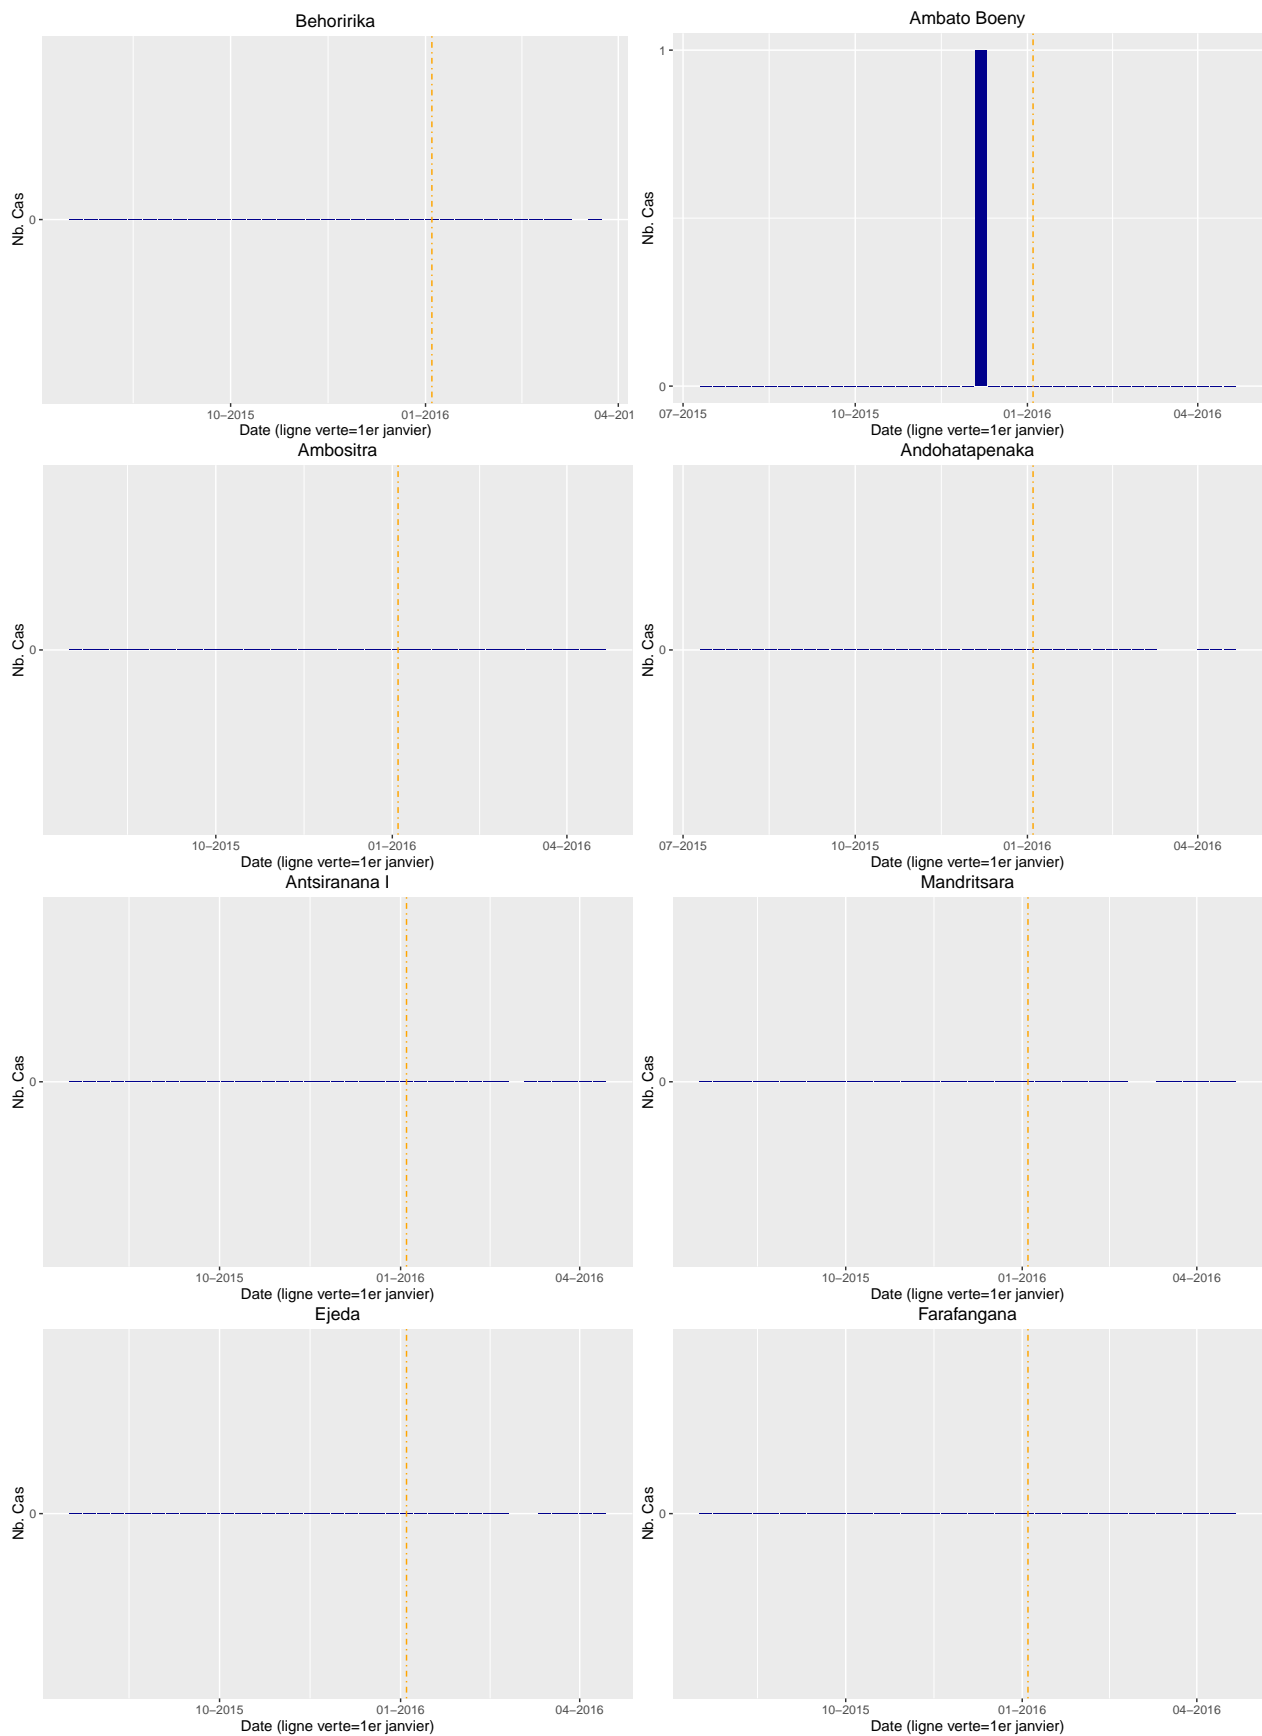 Behoririka
Nb. Cas
0
10–2015 01–2016 04–201
Date (ligne verte=1er janvier)
Ambato Boeny
Nb. Cas
1
0
07–2015 10–2015 01–2016 04–2016
Date (ligne verte=1er janvier)
Ambositra
Nb. Cas
0
10–2015 01–2016 04–2016
Date (ligne verte=1er janvier)
Andohatapenaka
Nb. Cas
0
07–2015 10–2015 01–2016 04–2016
Date (ligne verte=1er janvier)
Antsiranana I
Nb. Cas
0
10–2015 01–2016 04–2016
Date (ligne verte=1er janvier)
Mandritsara
Nb. Cas
0
10–2015 01–2016 04–2016
Date (ligne verte=1er janvier)
Ejeda
Nb. Cas
0
10–2015 01–2016 04–2016
Date (ligne verte=1er janvier)
Farafangana
Nb. Cas
0
10–2015 01–2016 04–2016
Date (ligne verte=1er janvier)